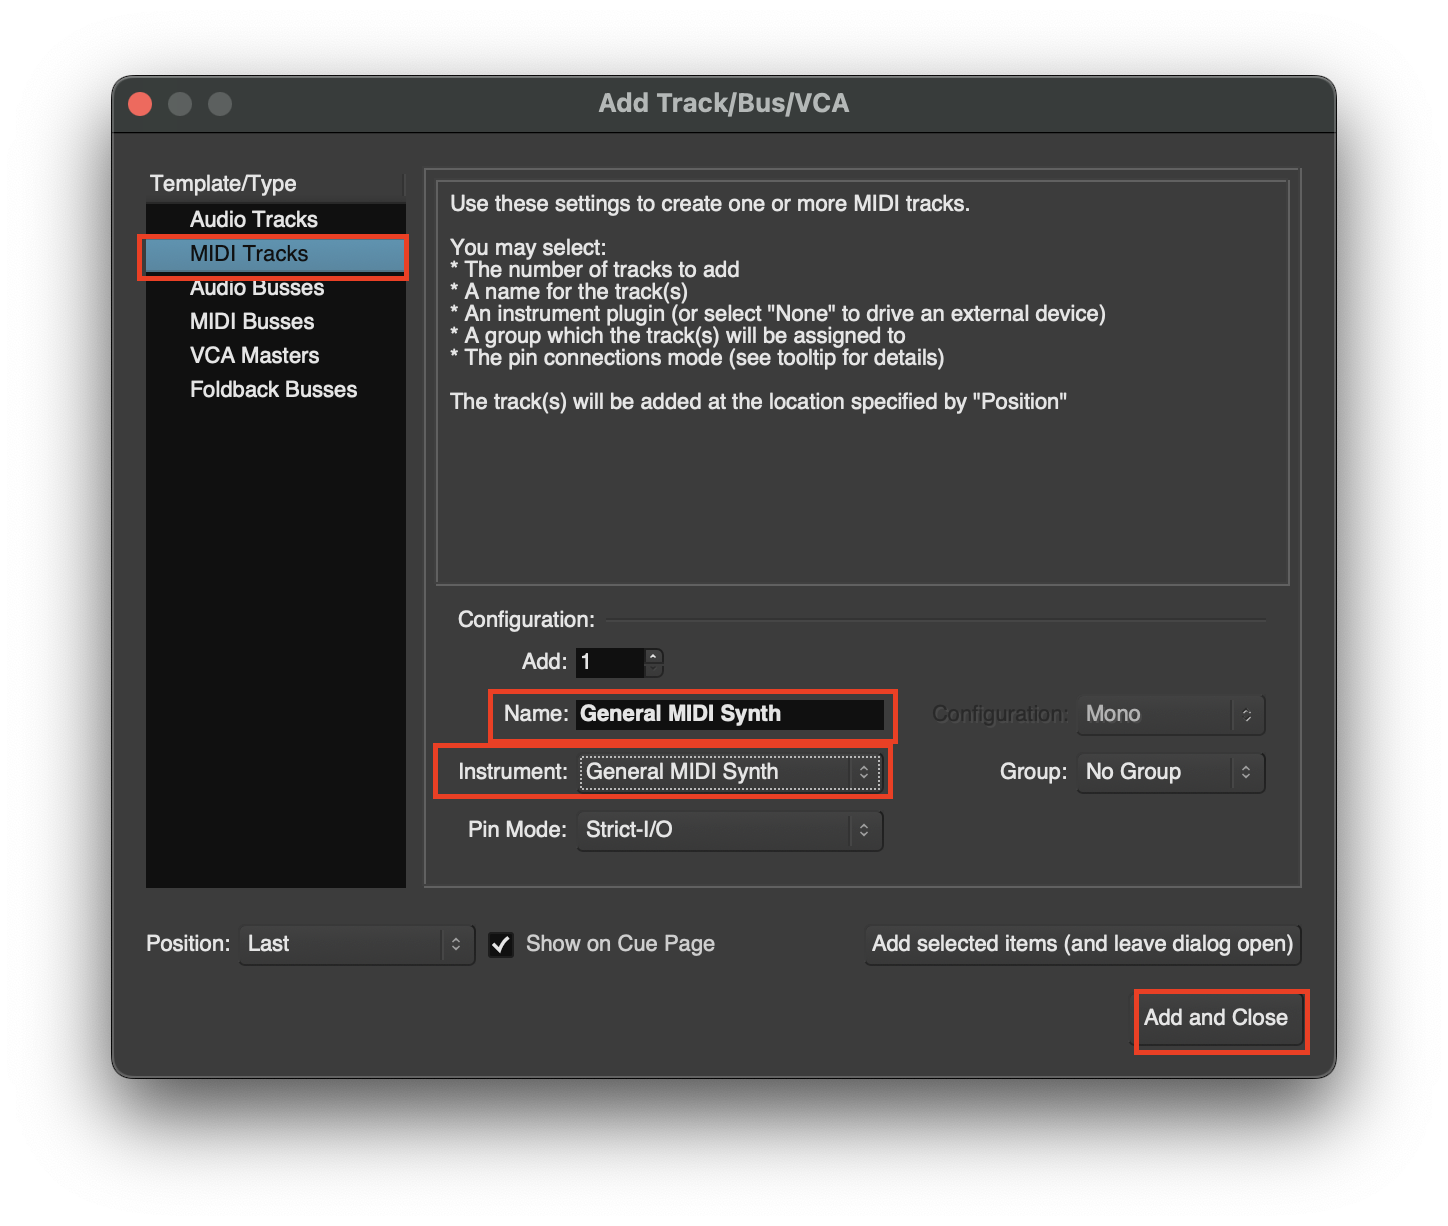 Add Track/Bus/VCA
Template/Type
Audio Tracks
MIDI Tracks
Audio Busses
MIDI Busses
VCA Masters
Foldback Busses
Use these settings to create one or more MIDI tracks.
You may select:
* The number of tracks to add
* A name for the track(s)
* An instrument plugin (or select "None" to drive an external device)
* A group which the track(s) will be assigned to
* The pin connections mode (see tooltip for details)
The track(s) will be added at the location specified by "Position"
Configuration:
Add: 1
Name: General MIDI Synth
Configuration: Mono
Instrument: General MIDI Synth
Group: No Group
Pin Mode: Strict-I/O
Position: Last
Show on Cue Page
Add selected items (and leave dialog open)
Add and Close